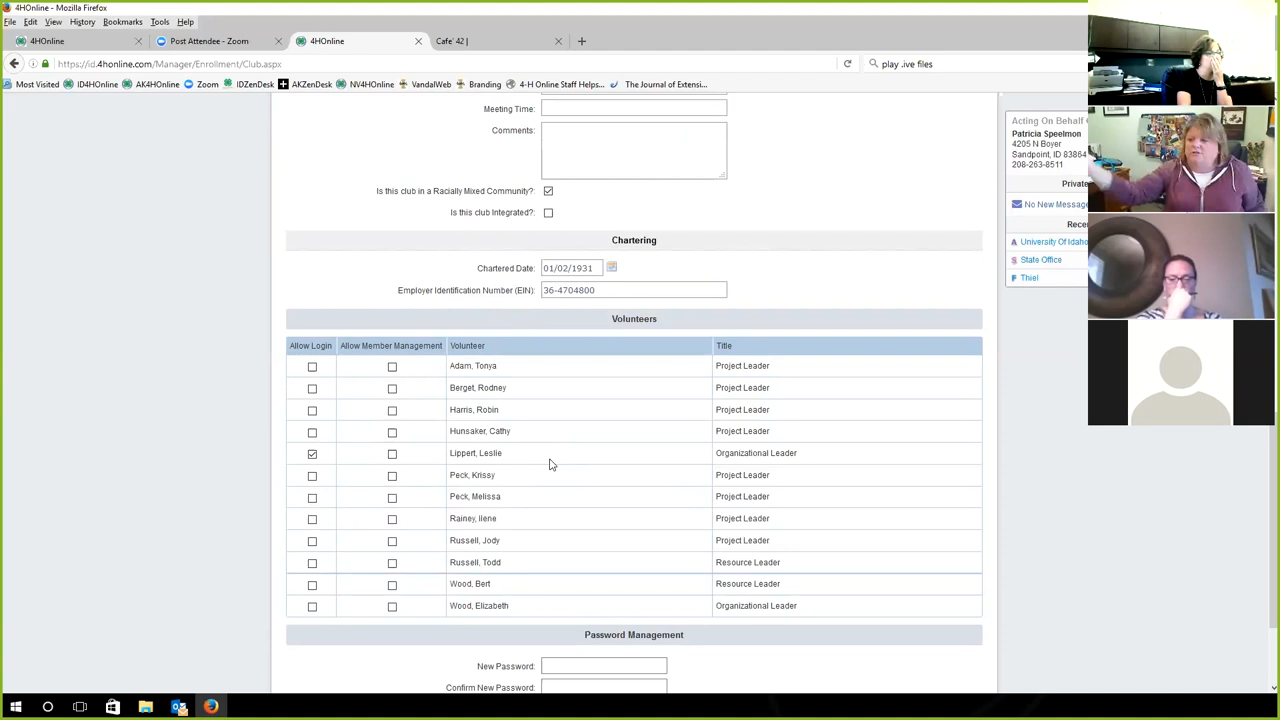 4HOnline - Mozilla Firefox
File Edit View History Bookmarks Tools Help
4HOnline Post Attendee - Zoom 4HOnline Cafe' 42 |
https://id.4honline.com/Manager/Enrollment/Club.aspx play .ive files
Most Visited ID4HOnline AK4HOnline Zoom IDZenDesk AKZenDesk NV4HOnline VandalWeb Branding 4-H Online Staff Helps... The Journal of Extensi...
Meeting Time:
Comments:
Is this club in a Racially Mixed Community?:
Is this club Integrated?:
Chartering
Chartered Date: 01/02/1931
Employer Identification Number (EIN): 36-4704800
Volunteers
Allow Login Allow Member Management Volunteer Title
Adam, Tonya Project Leader
Berget, Rodney Project Leader
Harris, Robin Project Leader
Hunsaker, Cathy Project Leader
Lippert, Leslie Organizational Leader
Peck, Krissy Project Leader
Peck, Melissa Project Leader
Rainey, Ilene Project Leader
Russell, Jody Project Leader
Russell, Todd Resource Leader
Wood, Bert Resource Leader
Wood, Elizabeth Organizational Leader
Password Management
New Password:
Confirm New Password:
Acting On Behalf
Patricia Speelmon
4205 N Boyer
Sandpoint, ID 83864
208-263-8511
Private
No New Message
Rece
A University Of Idaho
S State Office
F Thiel